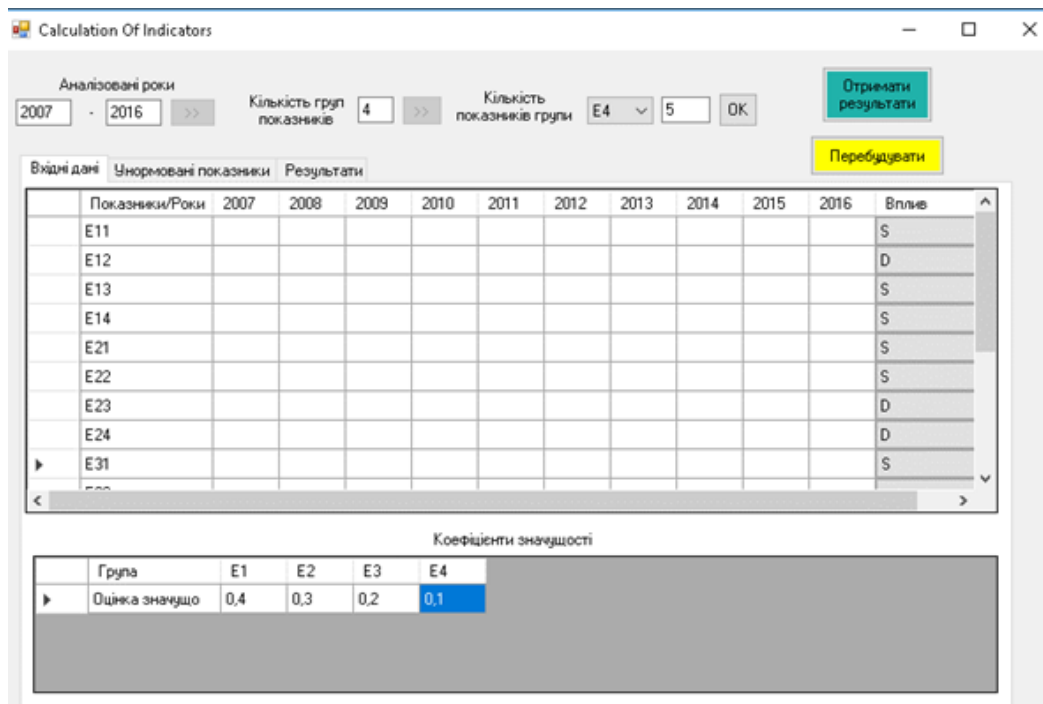 Calculation Of Indicators
Аналізовані роки
2007 - 2016 >>
Кількість груп
показників
4 >>
Кількість
показників групи
E4 5 OK
Отримати
результати
Перебудувати
Вхідні дані Унормовані показники Результати
Показники/Роки 2007 2008 2009 2010 2011 2012 2013 2014 2015 2016 Вплив
E11 S
E12 D
E13 S
E14 S
E21 S
E22 S
E23 D
E24 D
E31 S
Коефіцієнти значущості
Група E1 E2 E3 E4
Оцінка значущо 0,4 0,3 0,2 0,1